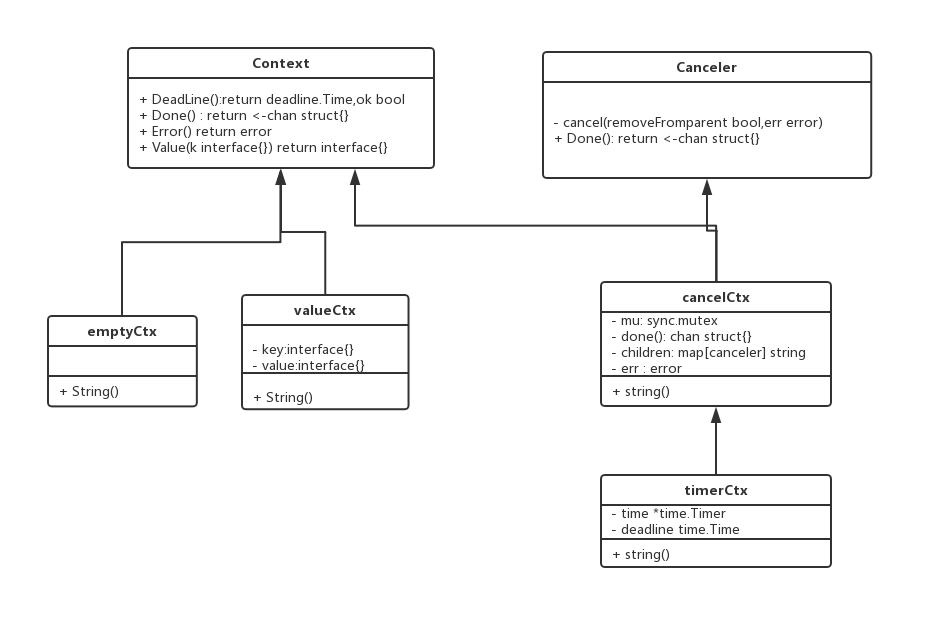 Context
+ DeadLine():return deadline.Time,ok bool
+ Done() : return <-chan struct{}
+ Error() return error
+ Value(k interface{}) return interface{}
Canceler
- cancel(removeFromparent bool,err error)
+ Done(): return <-chan struct{}
emptyCtx
+ String()
valueCtx
- key:interface{}
- value:interface{}
+ String()
cancelCtx
- mu: sync.mutex
- done(): chan struct{}
- children: map[canceler] string
- err : error
+ string()
timerCtx
- time *time.Timer
- deadline time.Time
+ string()